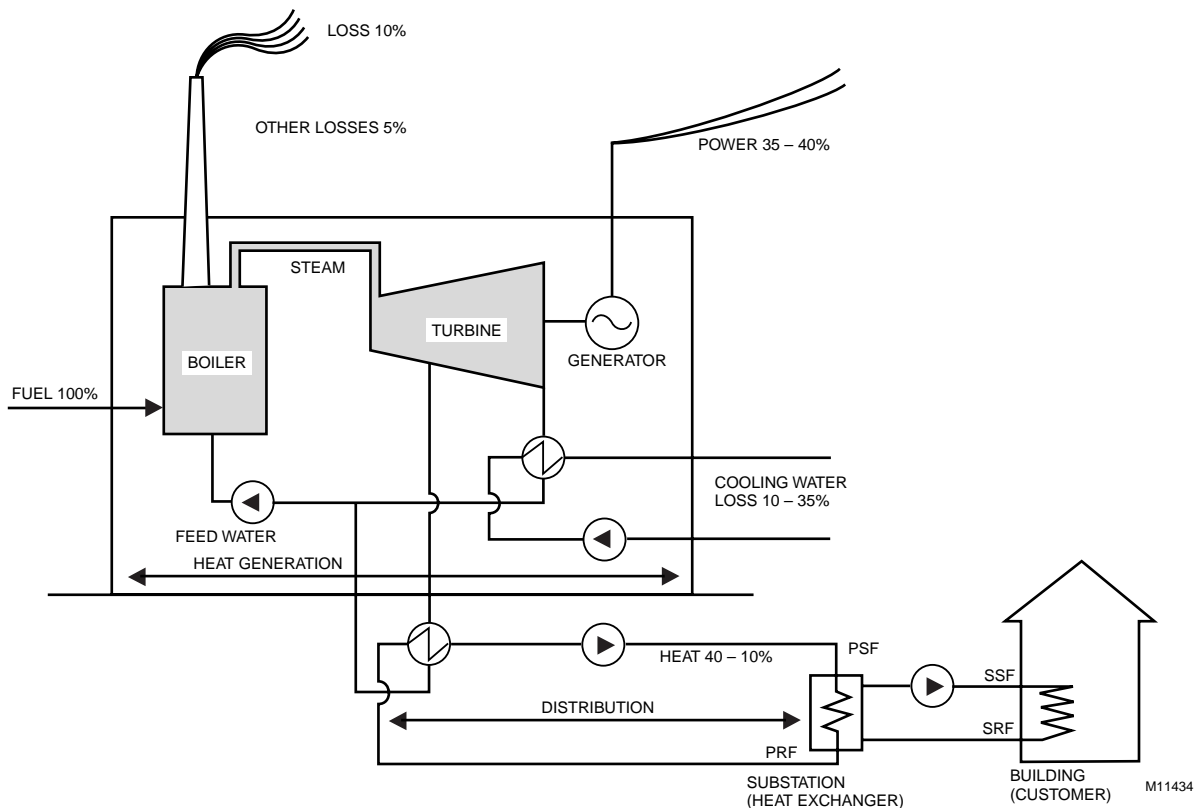 LOSS 10%
OTHER LOSSES 5%
POWER 35 – 40%
STEAM
TURBINE
BOILER
GENERATOR
FUEL 100%
COOLING WATER
LOSS 10 – 35%
FEED WATER
HEAT GENERATION
HEAT 40 – 10%
PSF
SSF
DISTRIBUTION
SRF
PRF
SUBSTATION
(HEAT EXCHANGER)
BUILDING
(CUSTOMER)
M11434